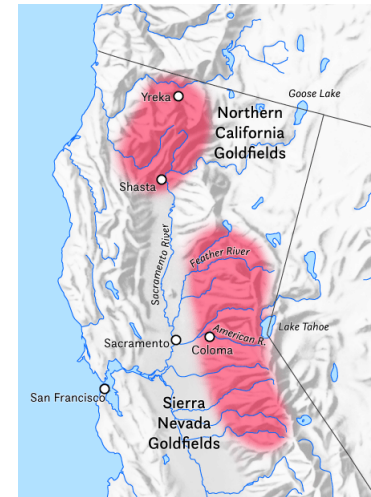 Goose Lake
Yreka
Northern
California
Goldfields
Shasta
Sacramento River
Feather River
Lake Tahoe
American R.
Sacramento
Coloma
San Francisco
Sierra
Nevada
Goldfields